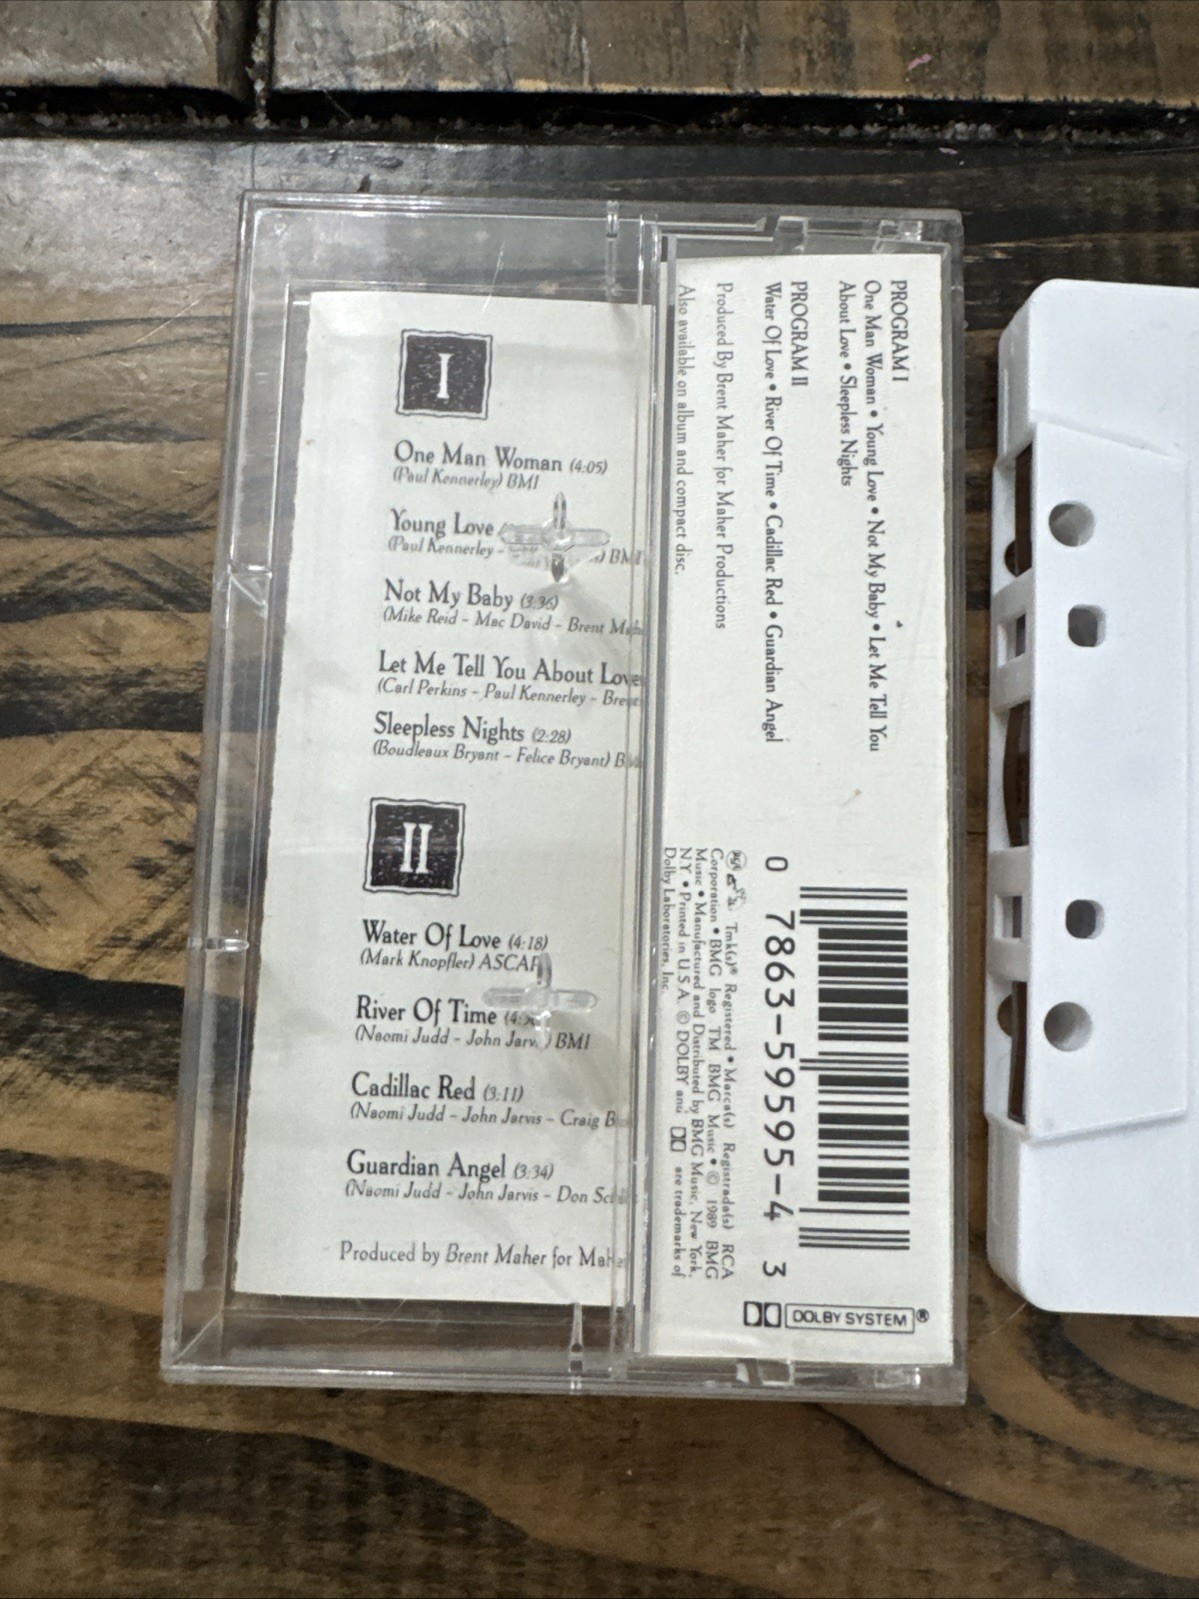 I
One Man Woman (4:05)
(Paul Kennerley) BMI
Young Love
(Paul Kennerley - ) BMI
Not My Baby (3:36)
(Mike Reid - Mac David - Brent
Let Me Tell You About Love
(Carl Perkins - Paul Kennerley -
Sleepless Nights (2:28)
(Boudleaux Bryant - Felice Bryant)
II
Water Of Love (4:18)
(Mark Knopfler) ASCAP
River Of Time
(Naomi Judd - John ) BMI
Cadillac Red (3:11)
(Naomi Judd - John Jarvis - Craig
Guardian Angel (3:34)
(Naomi Judd - John Jarvis - Don
Produced by Brent Maher for
PROGRAM I
One Man Woman • Young Love • Not My Baby • Let Me Tell You
About Love • Sleepless Nights
PROGRAM II
Water Of Love • River Of Time • Cadillac Red • Guardian Angel
Produced By Brent Maher for Maher Productions
Also available on album and compact disc.
0 7863-59595-4 3
Tmk(s)® Registered • Marca(s) Registrada(s) RCA
Corporation • BMG logo TM BMG Music • © 1989 BMG
Music • Manufactured and Distributed by BMG Music, New York,
N.Y. • Printed in U.S.A. © DOLBY and are trademarks of
Dolby Laboratories, Inc.
DOLBY SYSTEM®